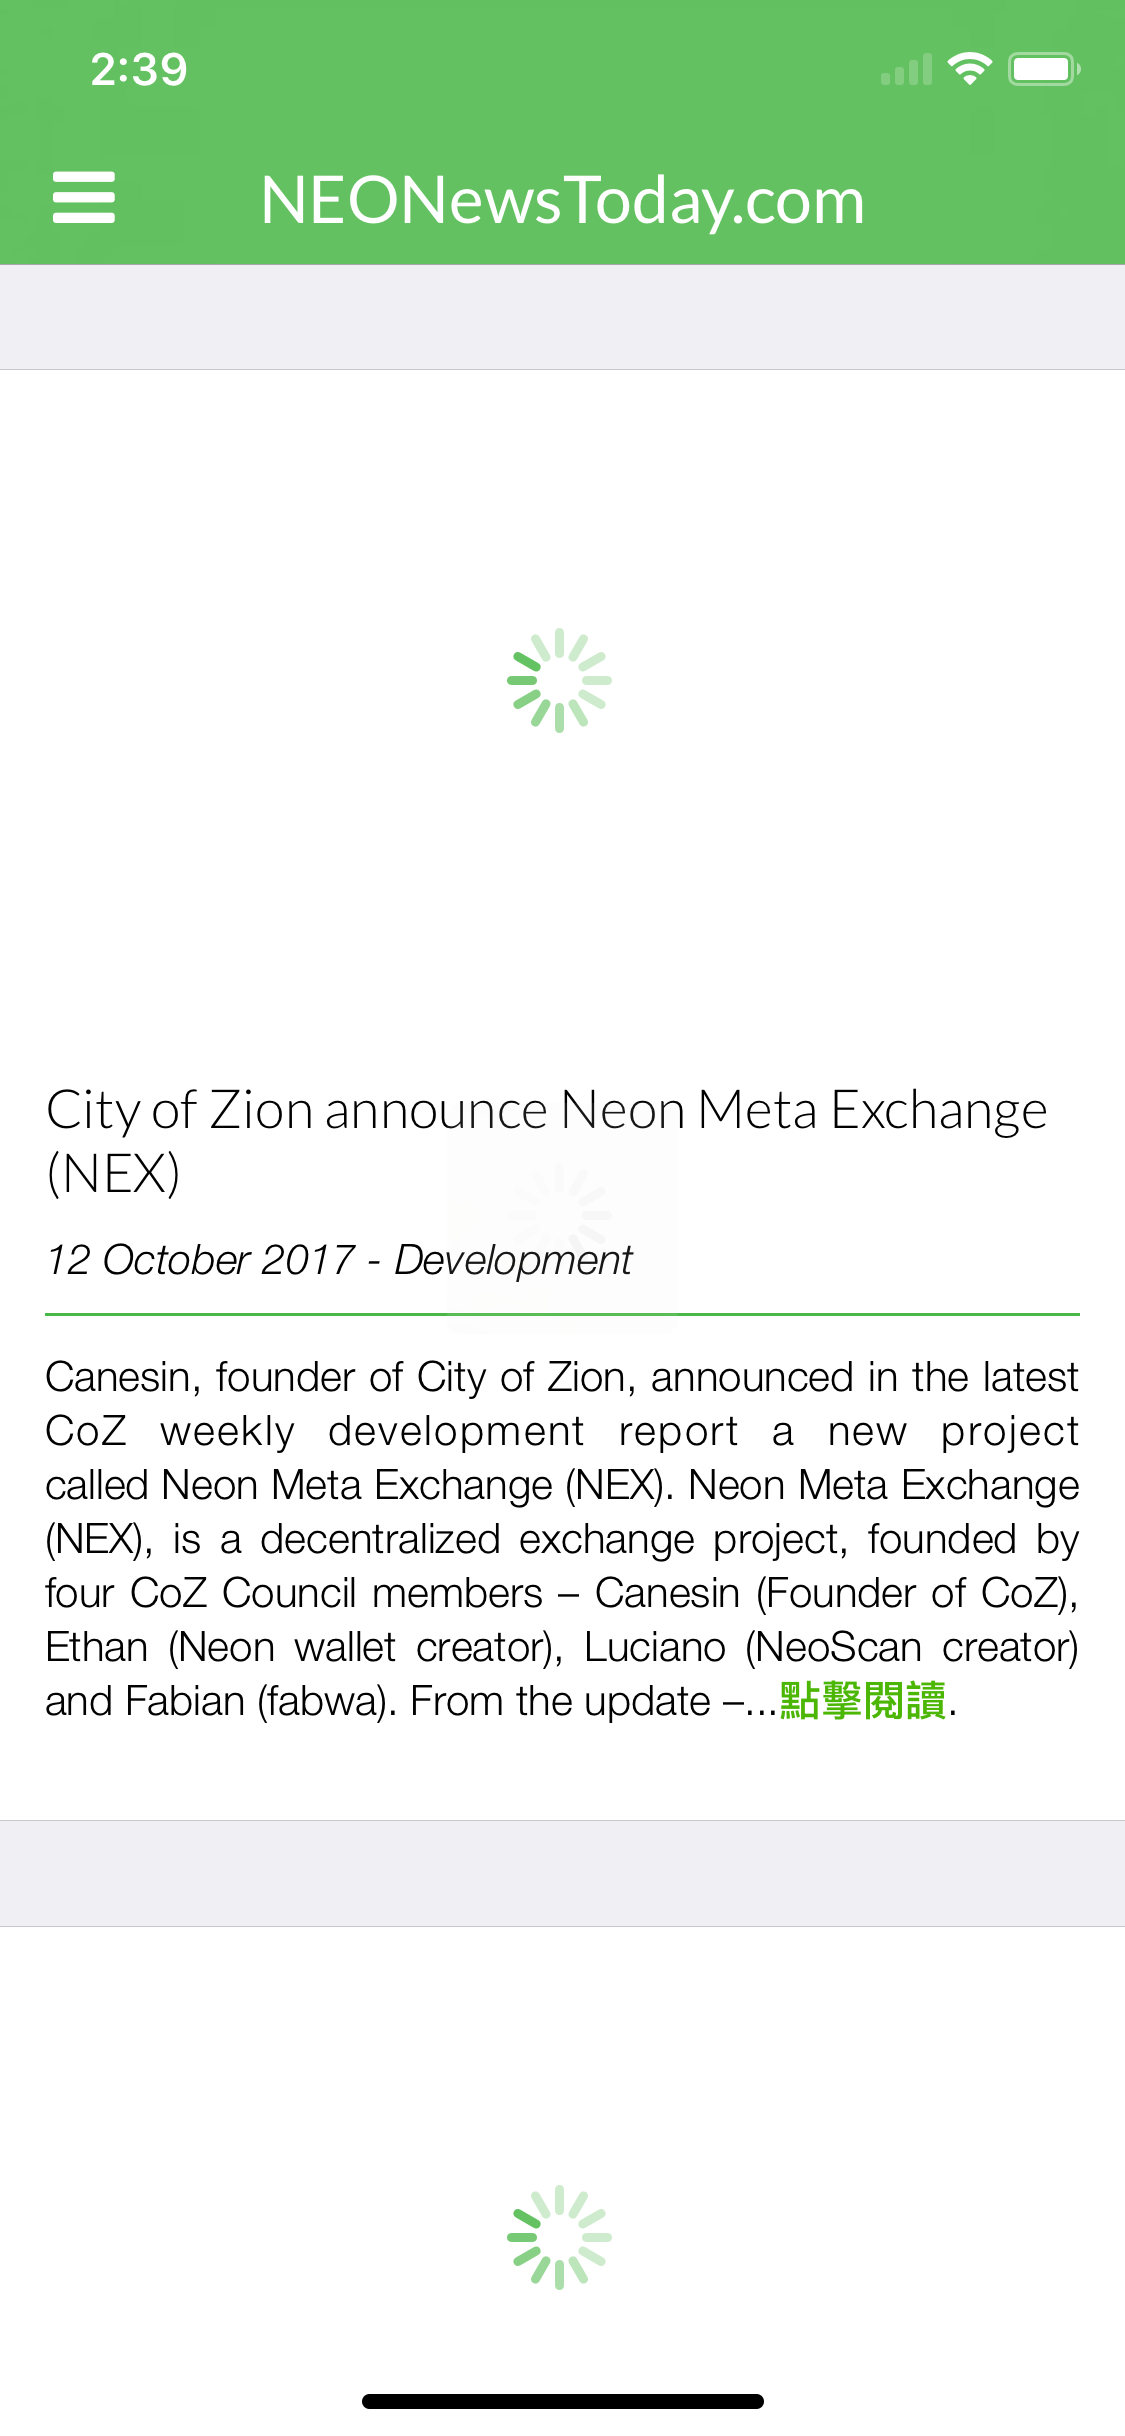 2:39
NEONewsToday.com
City of Zion announce Neon Meta Exchange
(NEX)
12 October 2017 - Development
Canesin, founder of City of Zion, announced in the latest
CoZ weekly development report a new project
called Neon Meta Exchange (NEX). Neon Meta Exchange
(NEX), is a decentralized exchange project, founded by
four CoZ Council members – Canesin (Founder of CoZ),
Ethan (Neon wallet creator), Luciano (NeoScan creator)
and Fabian (fabwa). From the update –...點擊閱讀.